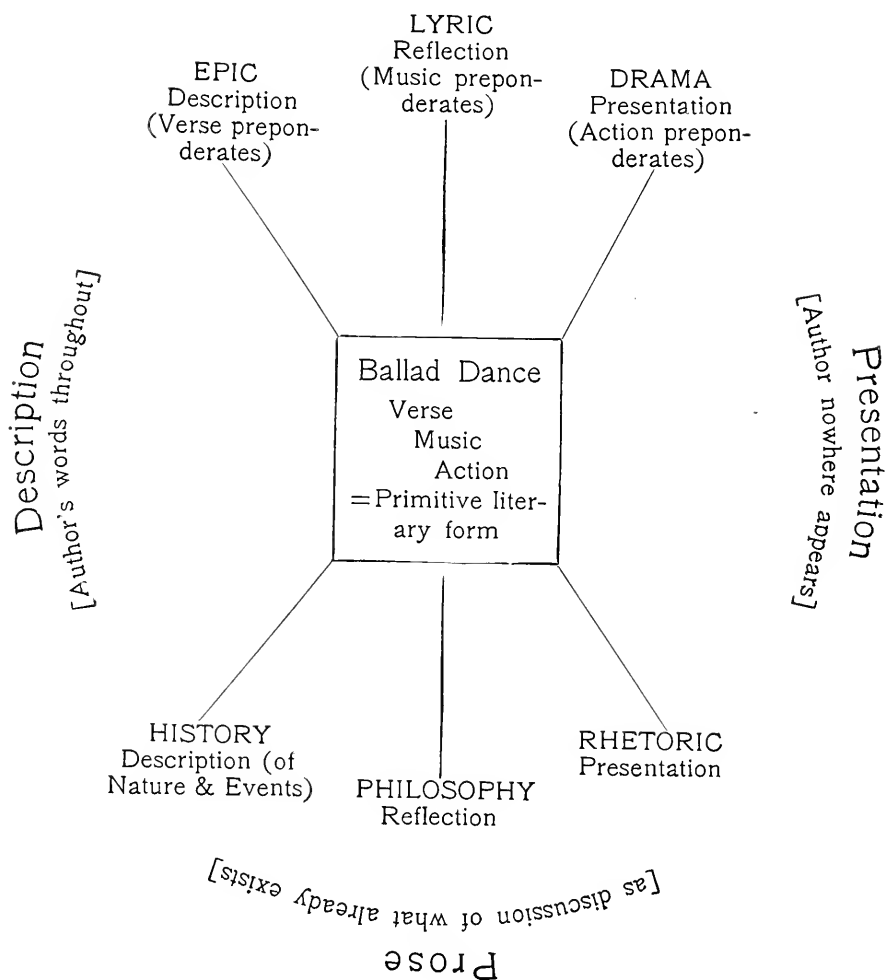 LYRIC
Reflection
(Music prepon-
derates)
EPIC
Description
(Verse prepon-
derates)
DRAMA
Presentation
(Action prepon-
derates)
Description
[Author's words throughout]
Ballad Dance
Verse
Music
Action
=Primitive liter-
ary form
Presentation
[Author nowhere appears]
HISTORY
Description (of
Nature & Events)
PHILOSOPHY
Reflection
RHETORIC
Presentation
[as discussion of what already exists]
Prose